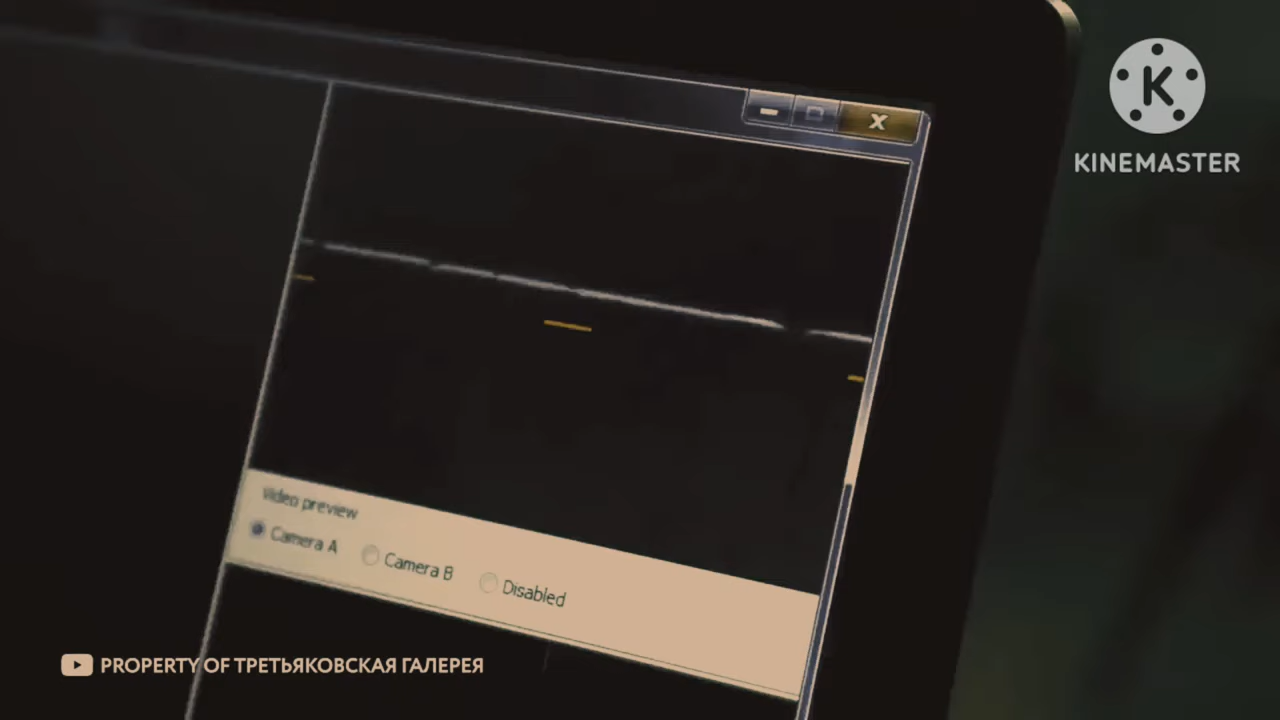 K
KINEMASTER
video preview
Camera A
Camera B
Disabled
PROPERTY OF ТРЕТЬЯКОВСКАЯ ГАЛЕРЕЯ